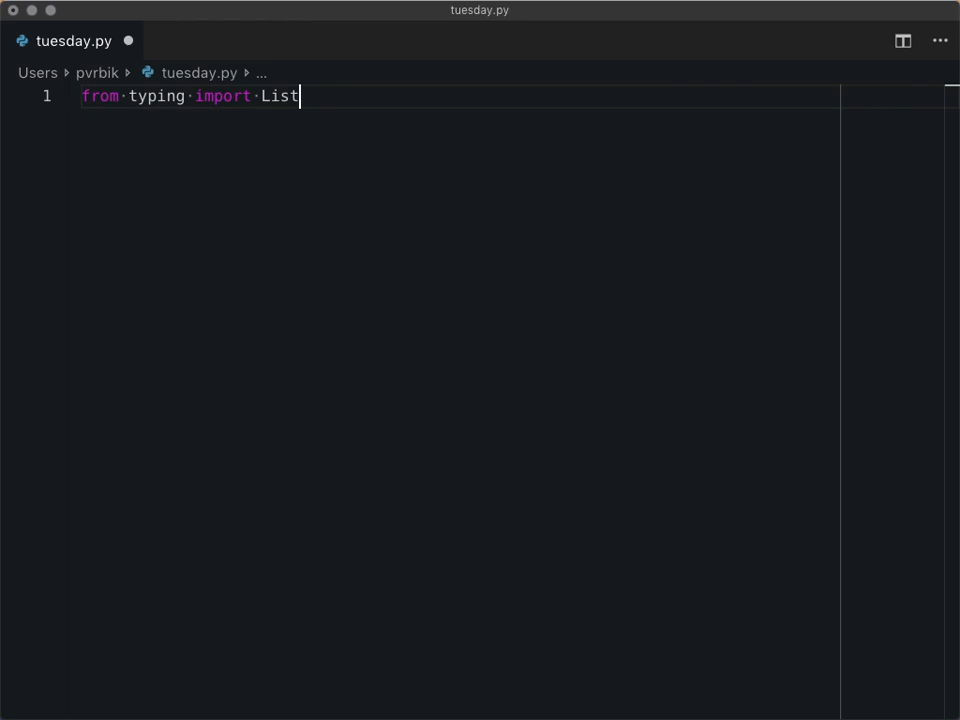 tuesday.py
tuesday.py
Users pvrbik tuesday.py ...
1 from typing import List